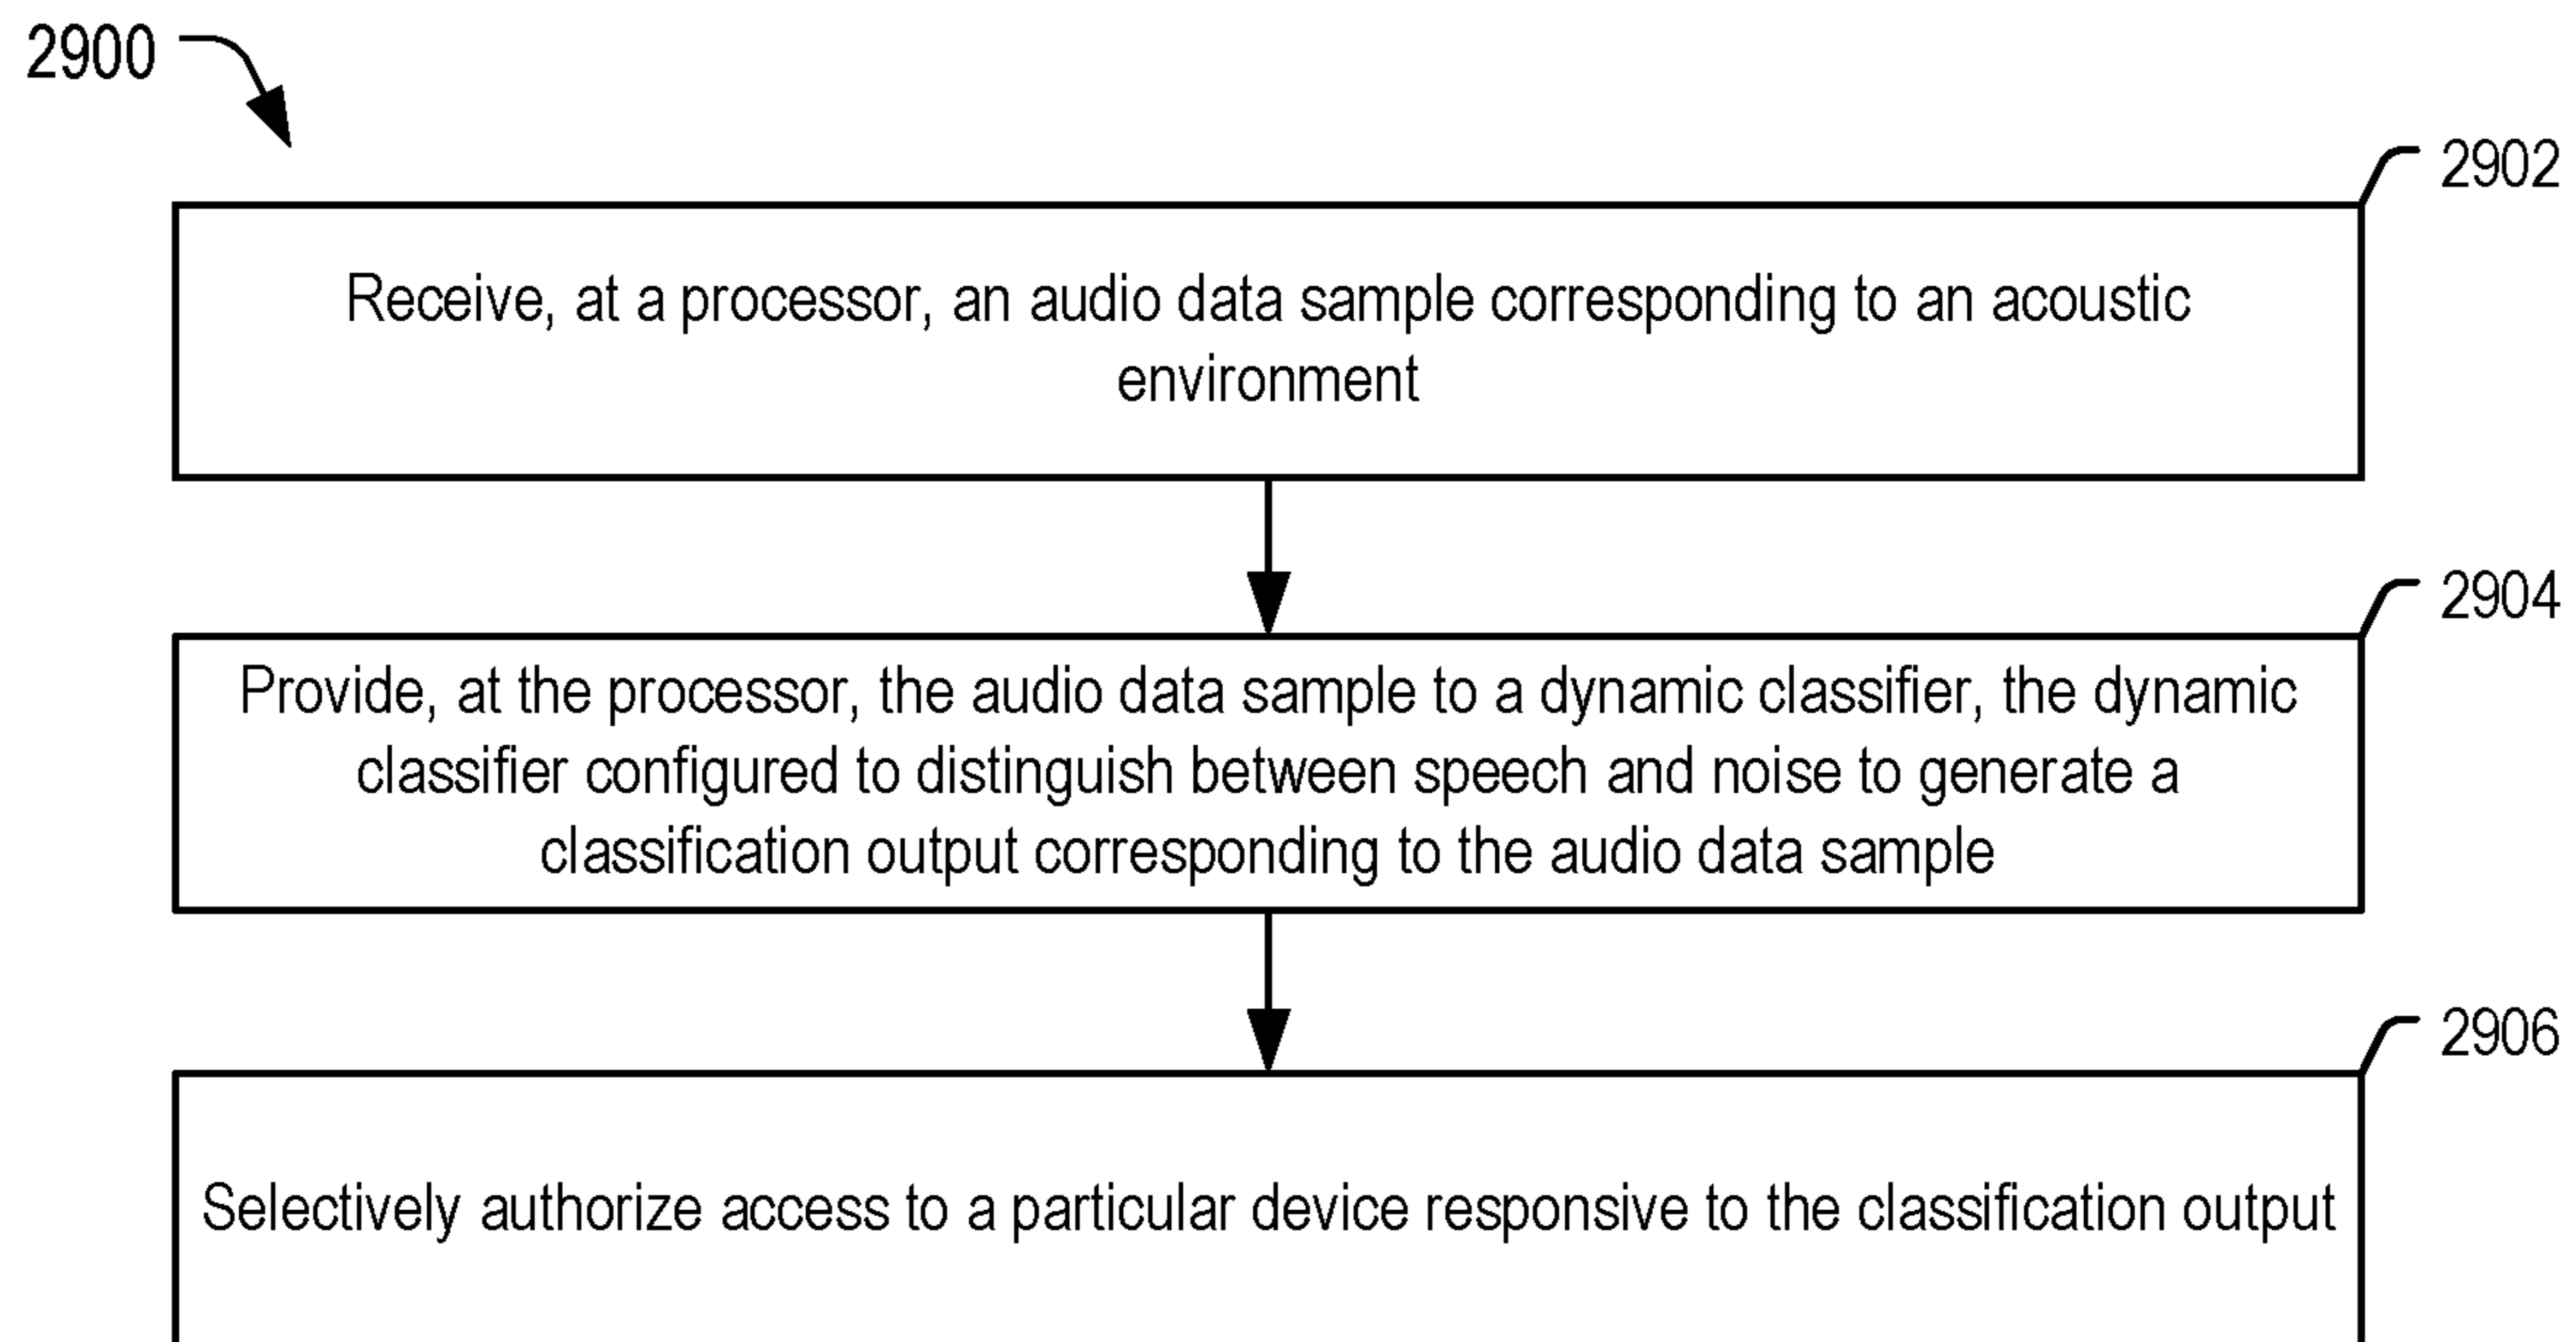 2900
2902
Receive, at a processor, an audio data sample corresponding to an acoustic
environment
2904
Provide, at the processor, the audio data sample to a dynamic classifier, the dynamic
classifier configured to distinguish between speech and noise to generate a
classification output corresponding to the audio data sample
2906
Selectively authorize access to a particular device responsive to the classification output